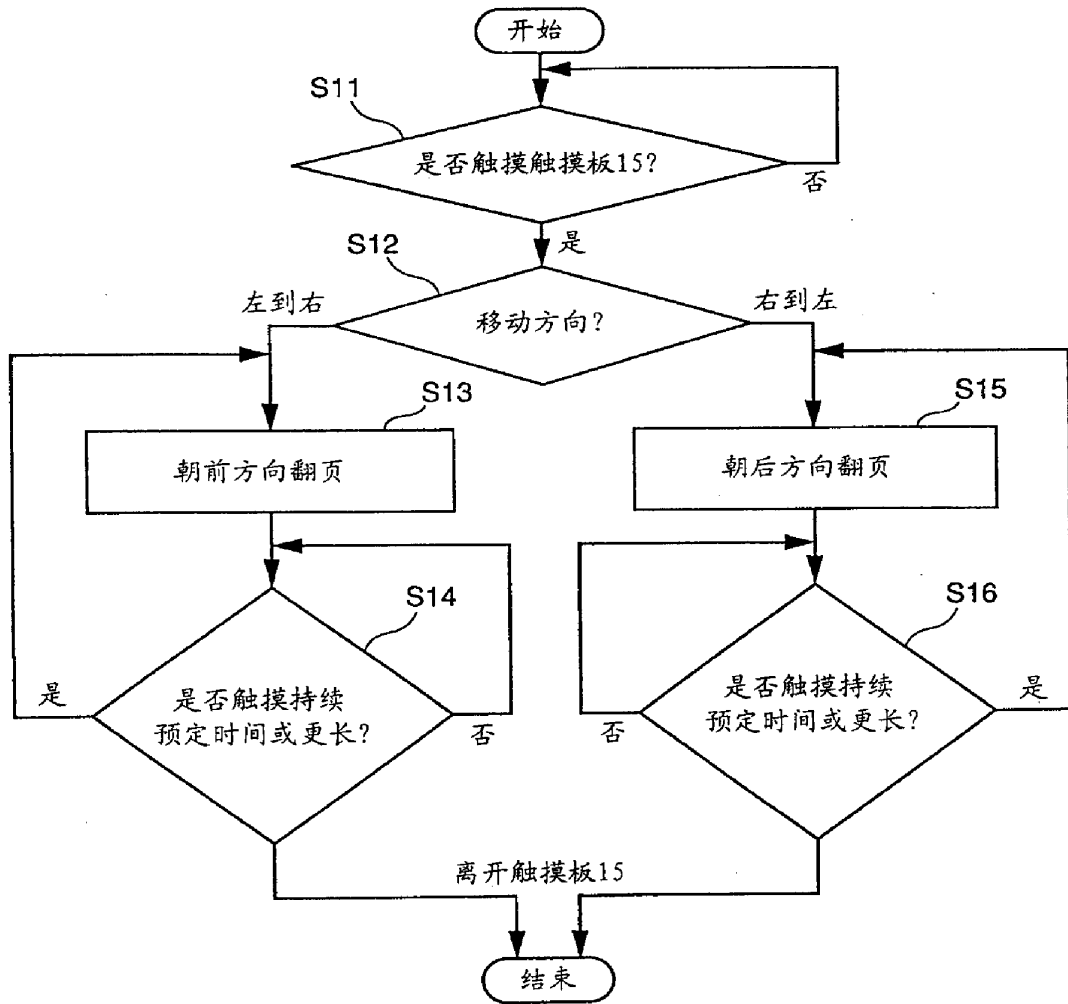 开始
S11
是否触摸触摸板15?
否
是
S12
左到右
移动方向?
右到左
S13
S15
朝前方向翻页
朝后方向翻页
S14
S16
是
是否触摸持续
预定时间或更长?
否
否
是否触摸持续
预定时间或更长?
是
离开触摸板15
结束